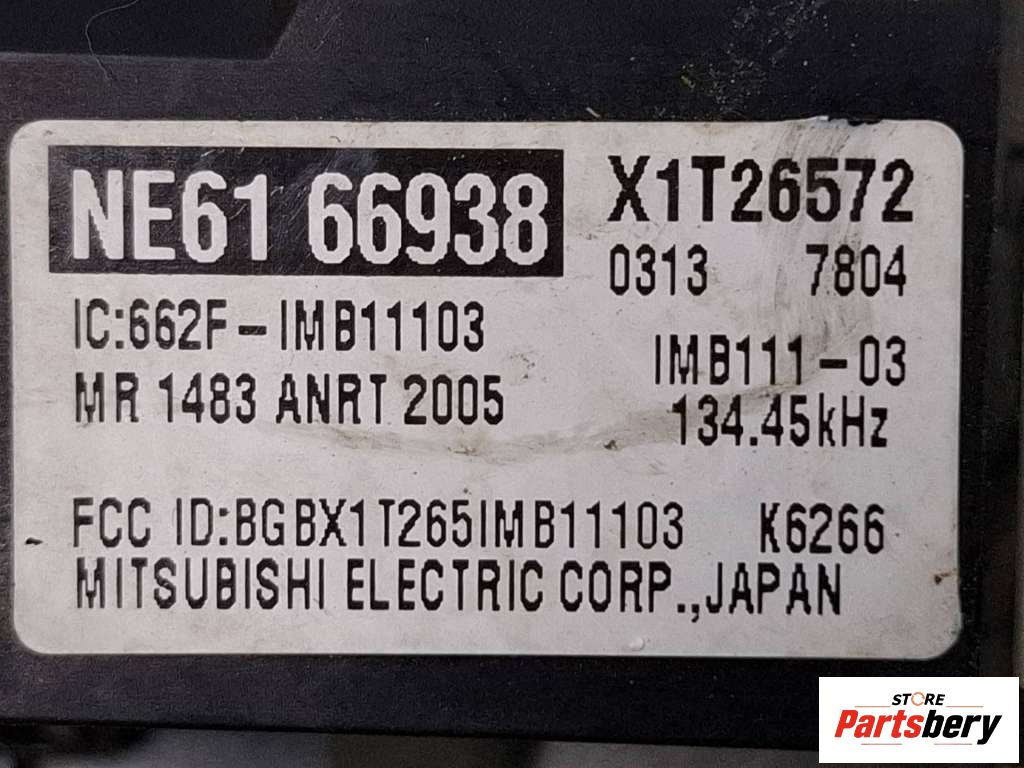 NE61 66938
X1T26572
0313 7804
IC:662F-IMB11103
IMB111-03
MR 1483 ANRT 2005
134.45kHz
FCC ID:BGBX1T265IMB11103 K6266
MITSUBISHI ELECTRIC CORP.,JAPAN
STORE
Partsbery